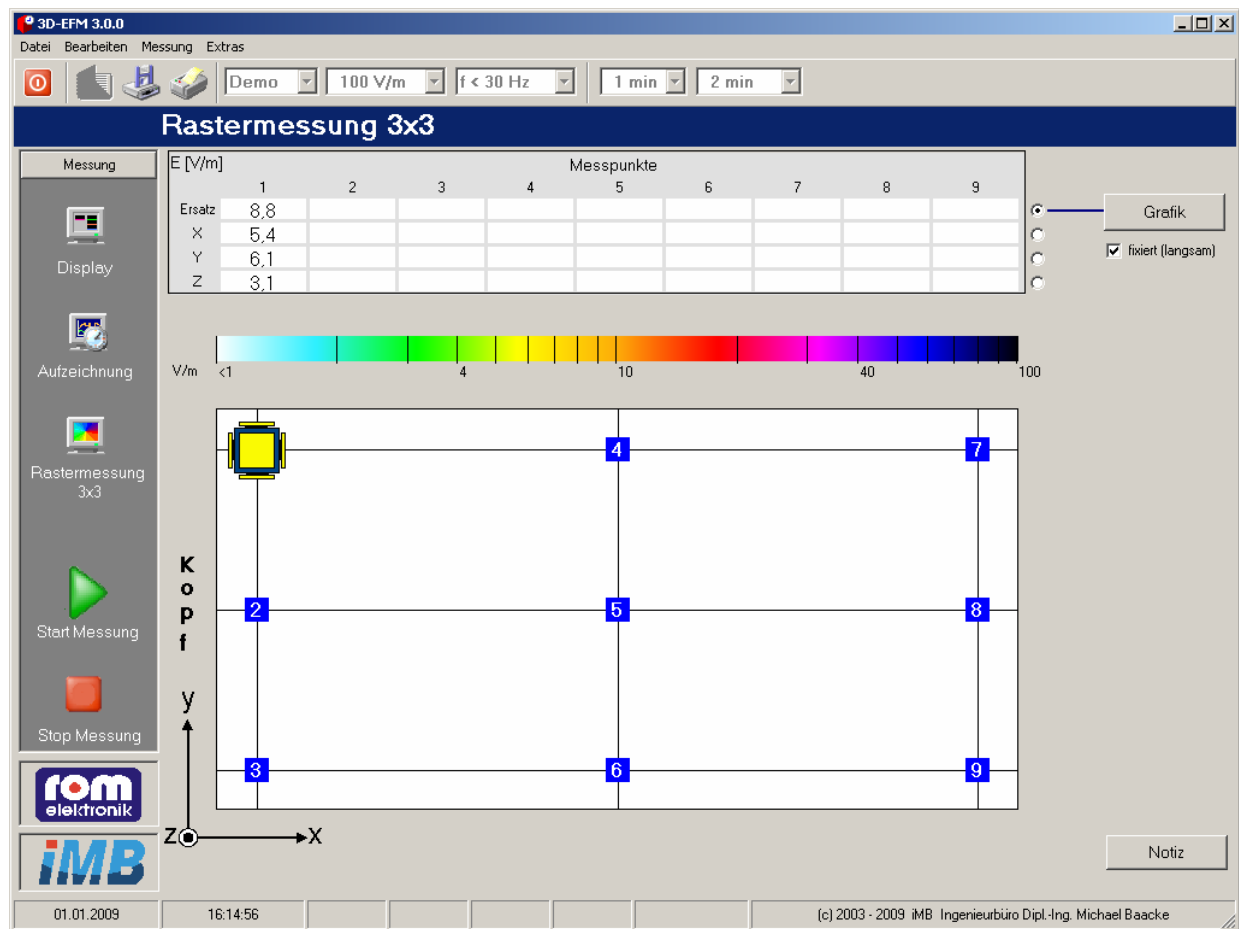 3D-EFM 3.0.0
Datei Bearbeiten Messung Extras
Demo 100 V/m f < 30 Hz 1 min 2 min
Rastermessung 3x3
Messung
Display
Aufzeichnung
Rastermessung
3x3
Start Messung
Stop Messung
rom
elektronik
iMB
E [V/m] Messpunkte
1 2 3 4 5 6 7 8 9
Ersatz 8,8
X 5,4
Y 6,1
Z 3,1
Grafik
fixiert (langsam)
V/m <1 4 10 40 100
4 7
Kopf
2 5 8
3 6 9
y
Z X
Notiz
01.01.2009 16:14:56 (c) 2003 - 2009 iMB Ingenieurbüro Dipl.-Ing. Michael Baacke